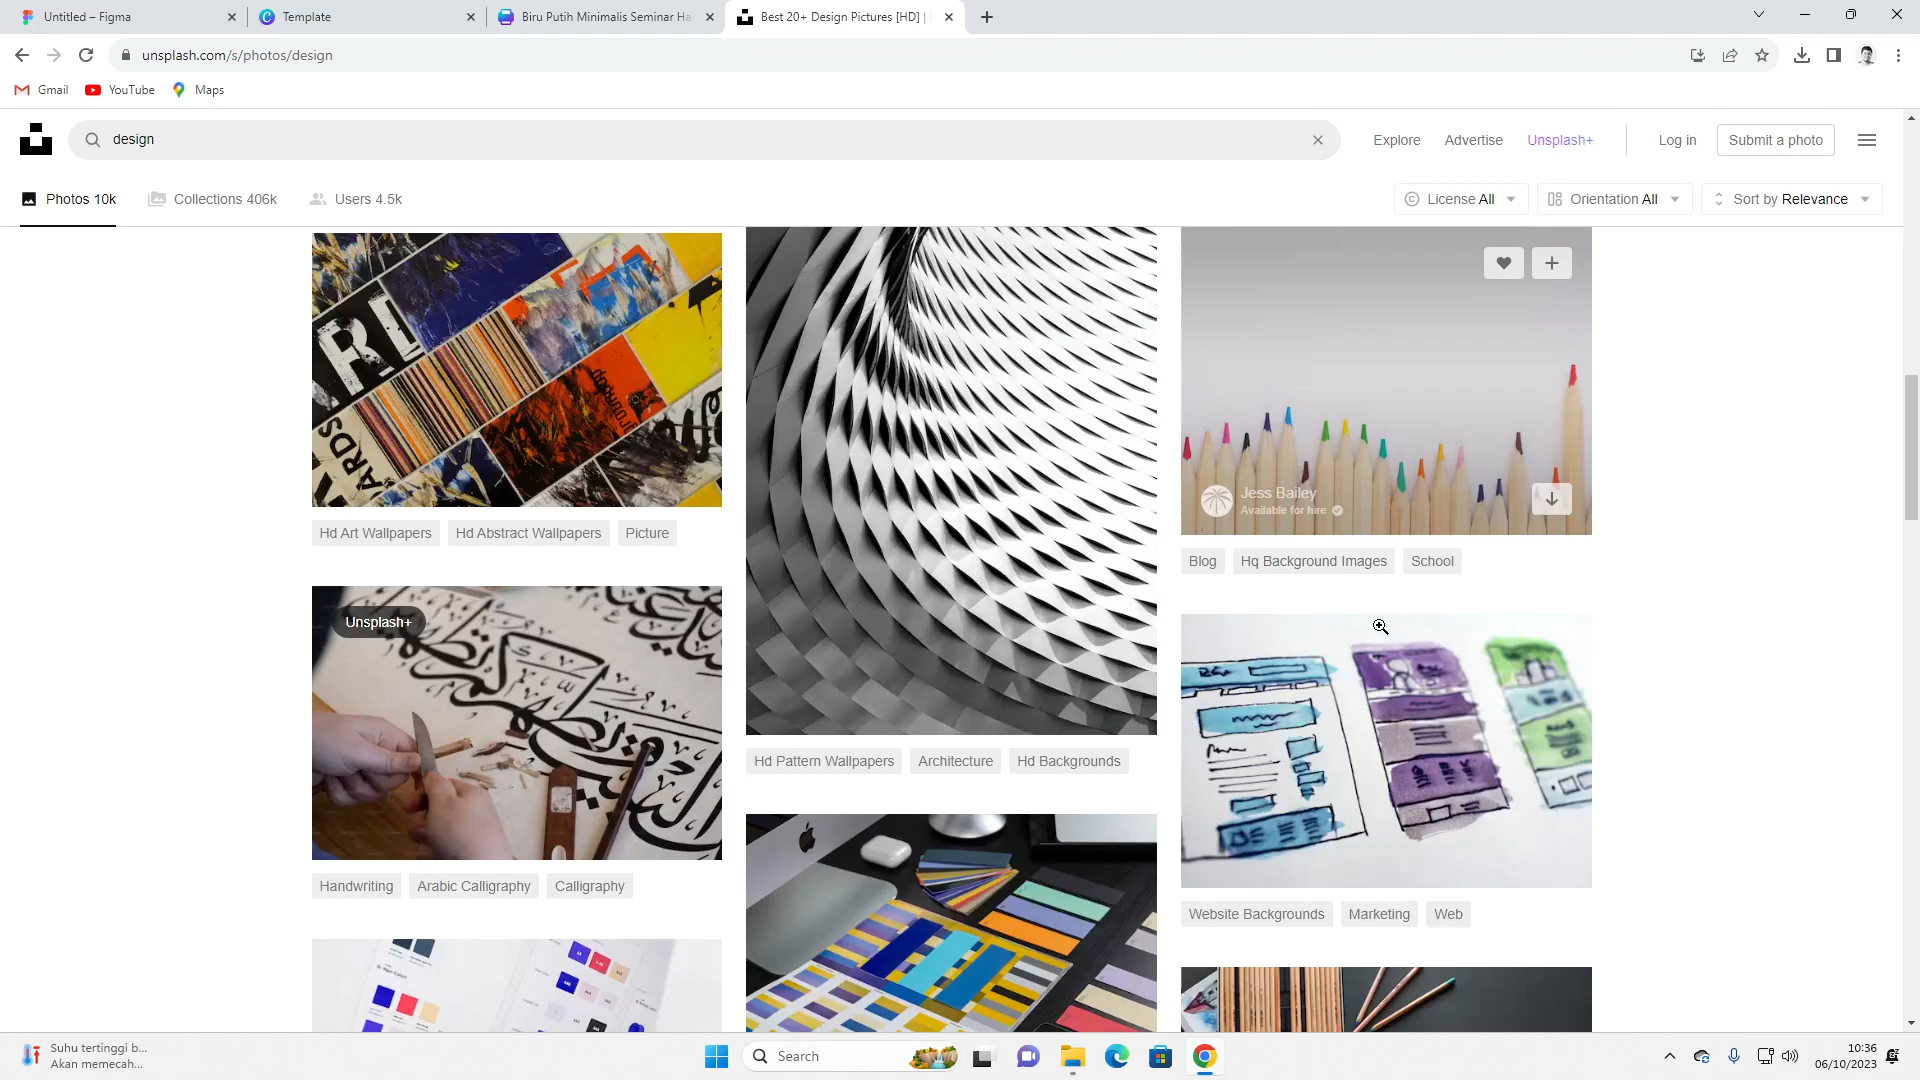 Untitled – Figma
Template
Biru Putih Minimalis Seminar Ha
Best 20+ Design Pictures [HD] |
unsplash.com/s/photos/design
Gmail
YouTube
Maps
design
Explore
Advertise
Unsplash+
Log in
Submit a photo
Photos 10k
Collections 406k
Users 4.5k
License All
Orientation All
Sort by Relevance
ARDS
Jess Bailey
Available for hire
Hd Art Wallpapers
Hd Abstract Wallpapers
Picture
Blog
Hq Background Images
School
Unsplash+
Hd Pattern Wallpapers
Architecture
Hd Backgrounds
Handwriting
Arabic Calligraphy
Calligraphy
Website Backgrounds
Marketing
Web
Suhu tertinggi b...
Akan memecah...
Search
10:36
06/10/2023